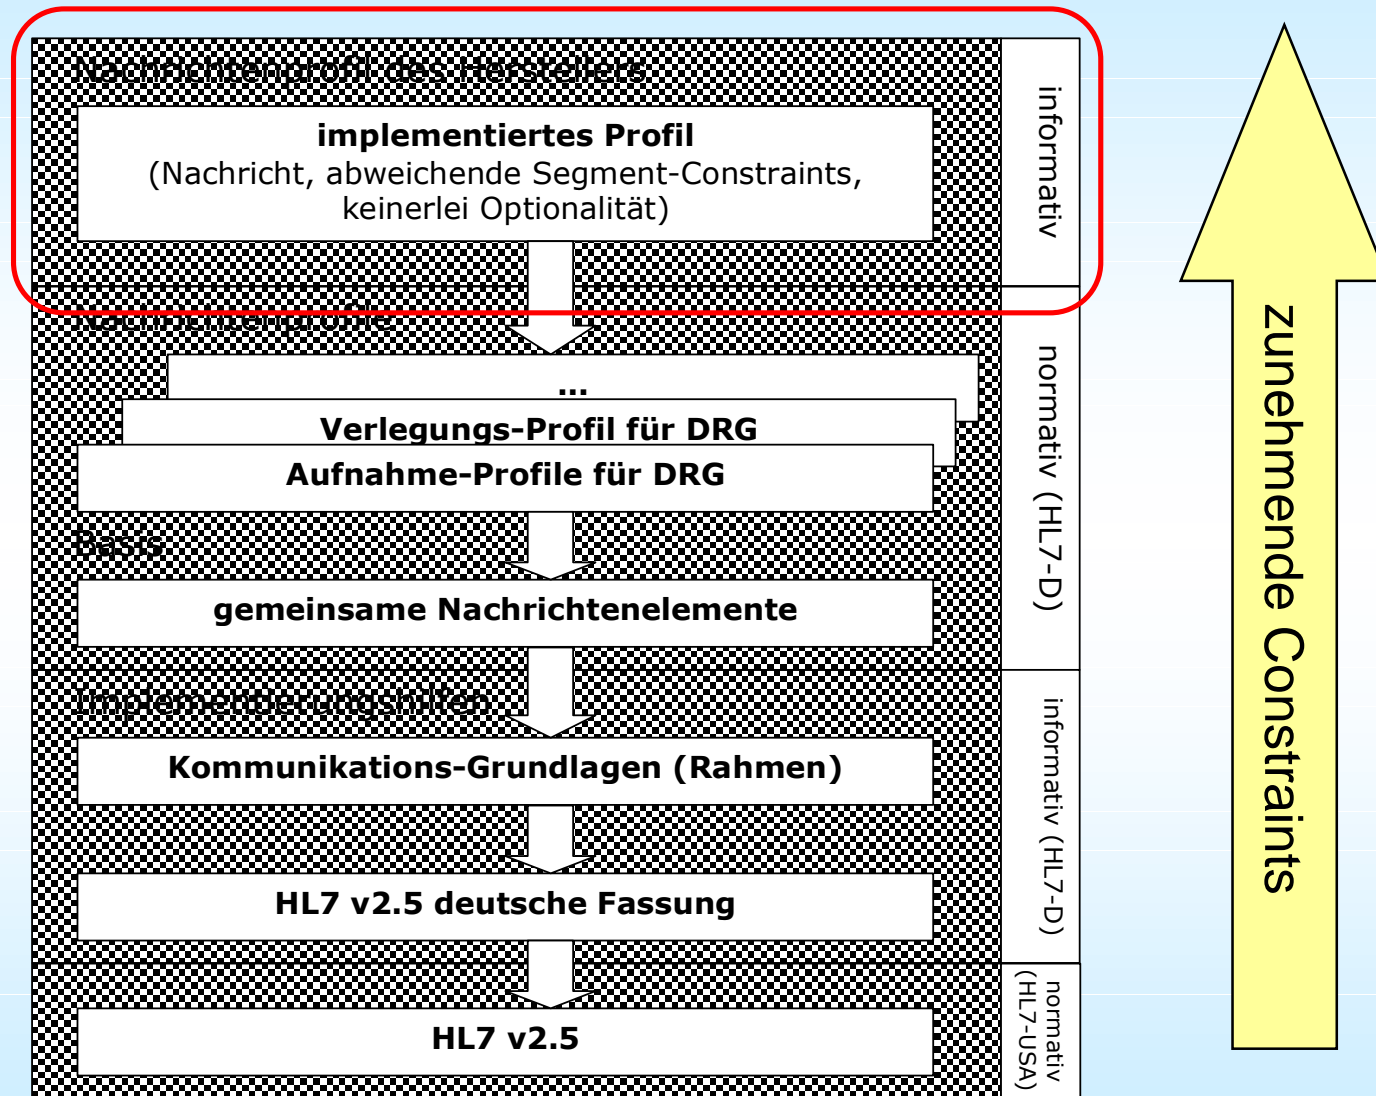 Nachrichtenprofil des Herstellers
implementiertes Profil
(Nachricht, abweichende Segment-Constraints,
keinerlei Optionalität)
informativ
Nachrichtenprofile
...
Verlegungs-Profil für DRG
Aufnahme-Profile für DRG
Basis
gemeinsame Nachrichtenelemente
normativ (HL7-D)
Implementierungshilfen
Kommunikations-Grundlagen (Rahmen)
HL7 v2.5 deutsche Fassung
informativ (HL7-D)
HL7 v2.5
normativ
(HL7-USA)
zunehmende Constraints